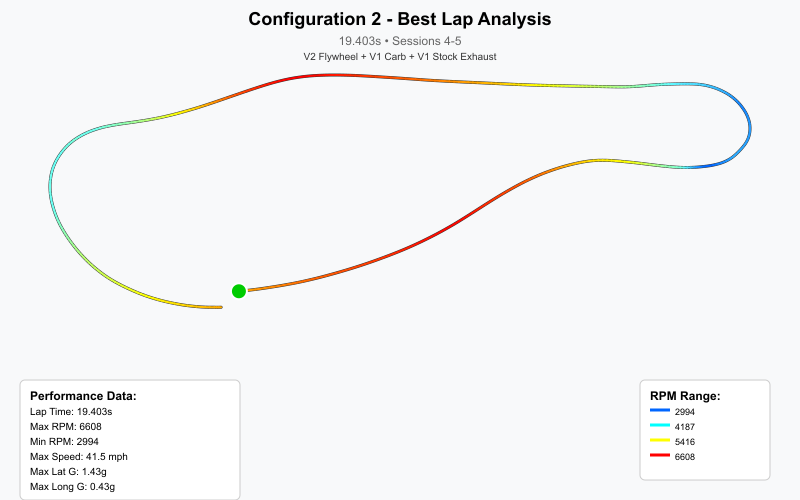 Configuration 2 - Best Lap Analysis
19.403s • Sessions 4-5
V2 Flywheel + V1 Carb + V1 Stock Exhaust
Performance Data:
Lap Time: 19.403s
Max RPM: 6608
Min RPM: 2994
Max Speed: 41.5 mph
Max Lat G: 1.43g
Max Long G: 0.43g
RPM Range:
2994
4187
5416
6608